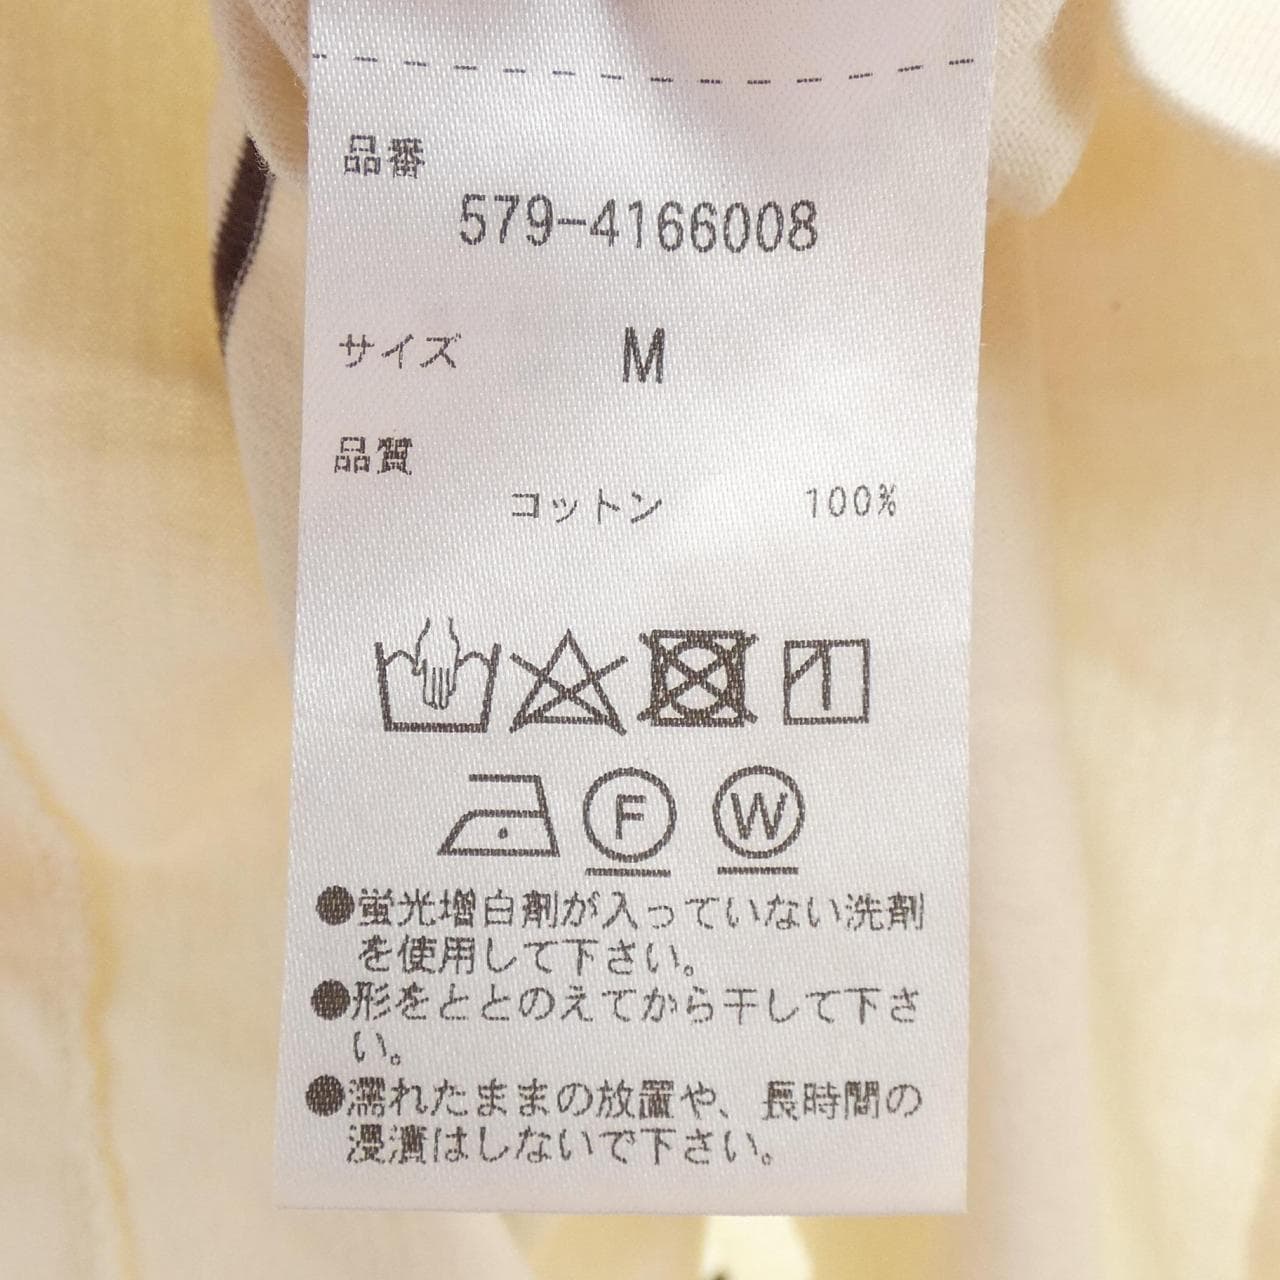 品番
579-4166008
サイズ M
品質
コットン 100%
F W
●蛍光増白剤が入っていない洗剤
を使用して下さい。
●形をととのえてから干して下さ
い。
●濡れたままの放置や、長時間の
浸漬はしないで下さい。